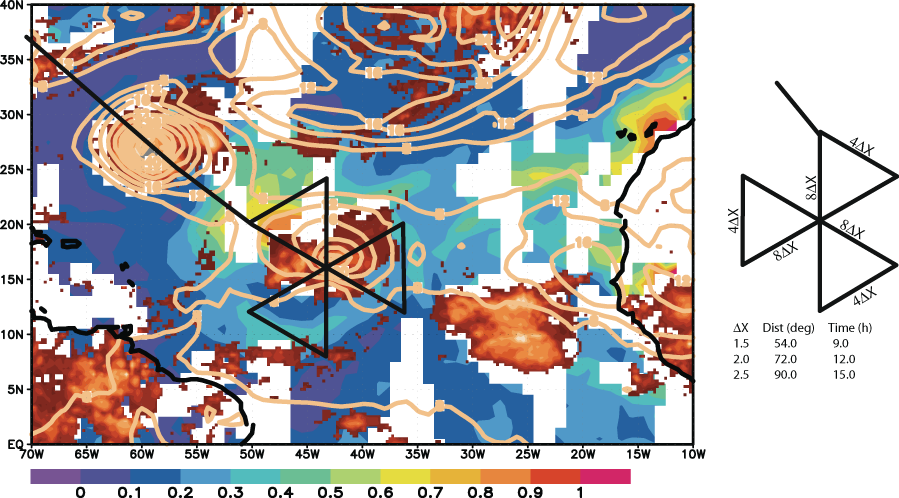 40N
35N
30N
25N
20N
15N
10N
5N
EQ
70W 65W 60W 55W 50W 45W 40W 35W 30W 25W 20W 15W 10W
0 0.1 0.2 0.3 0.4 0.5 0.6 0.7 0.8 0.9 1
4ΔX
8ΔX
4ΔX
8ΔX
8ΔX
4ΔX
ΔX Dist (deg) Time (h)
1.5 54.0 9.0
2.0 72.0 12.0
2.5 90.0 15.0